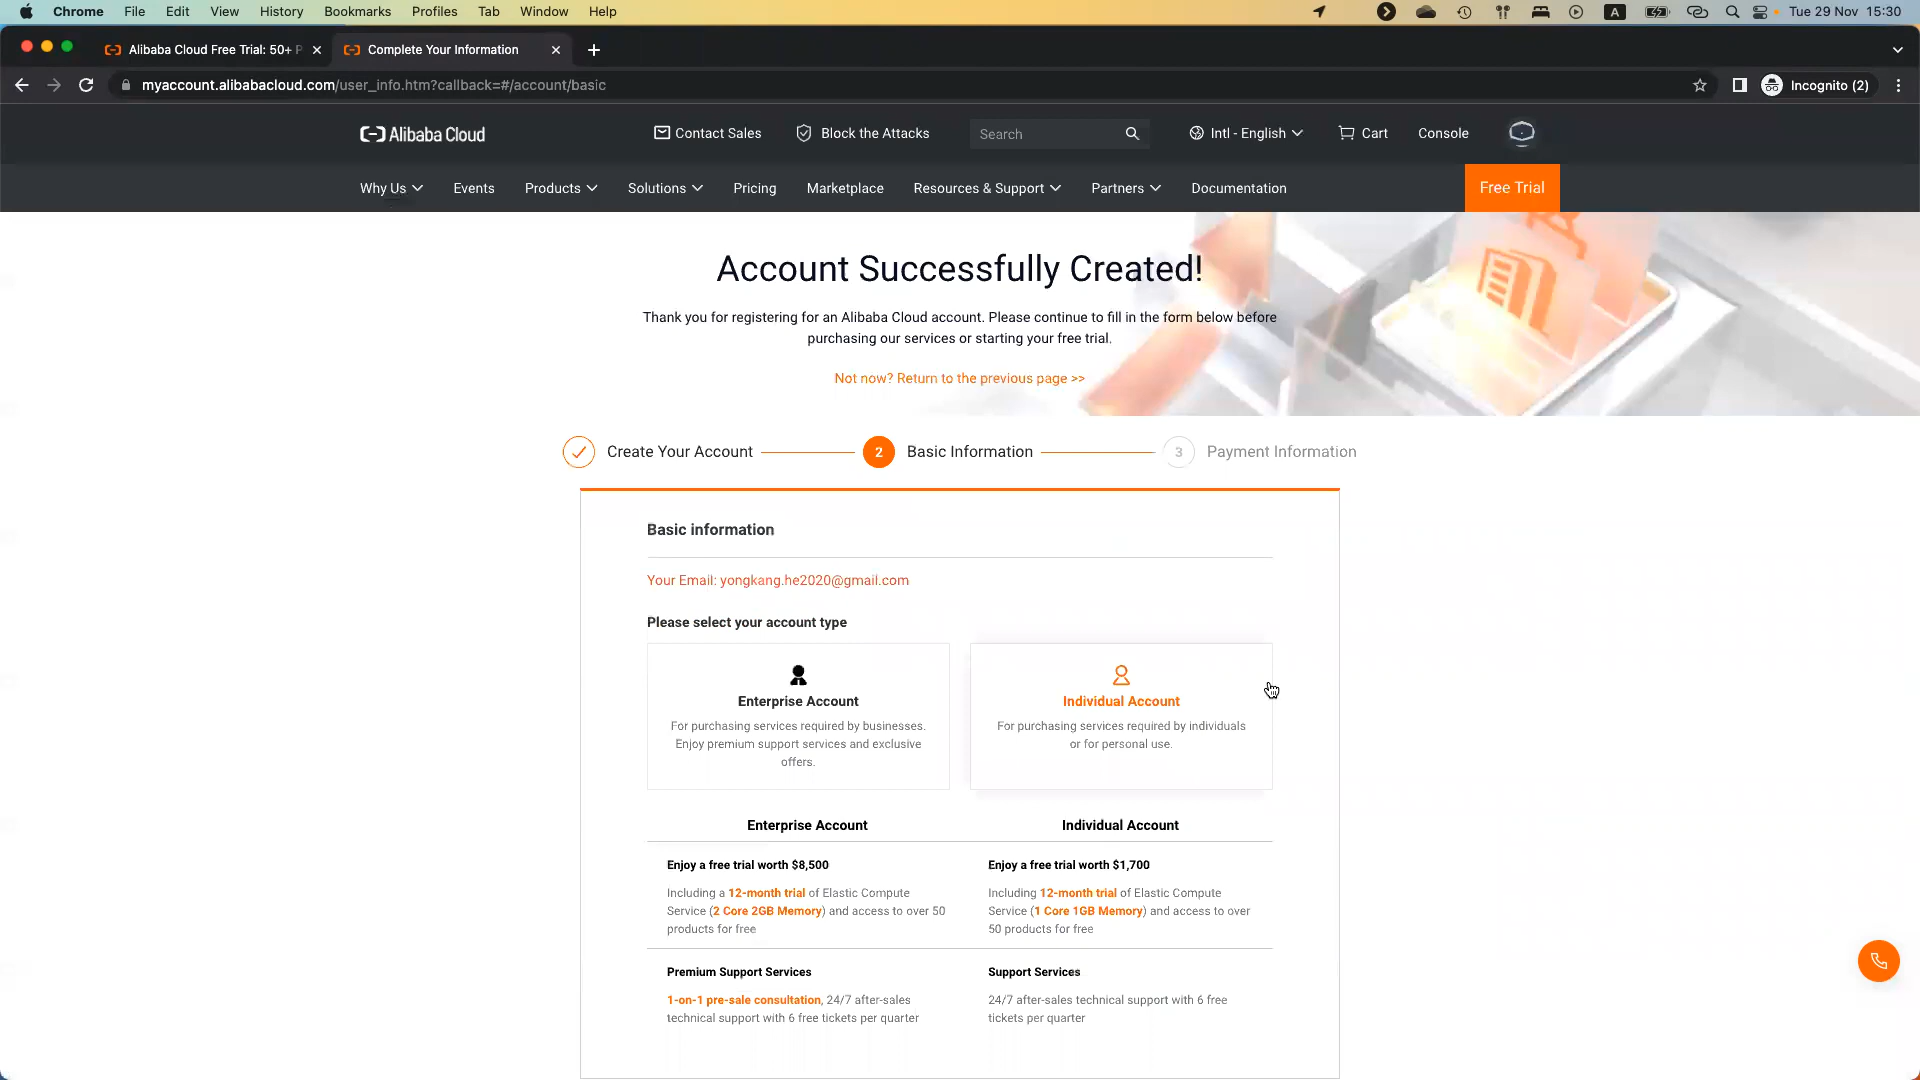 Chrome File Edit View History Bookmarks Profiles Tab Window Help A Tue 29 Nov 15:30
Alibaba Cloud Free Trial: 50+ P Complete Your Information
myaccount.alibabacloud.com/user_info.htm?callback=#/account/basic Incognito (2)
Alibaba Cloud Contact Sales Block the Attacks Search Intl - English Cart Console
Why Us Events Products Solutions Pricing Marketplace Resources & Support Partners Documentation Free Trial
Account Successfully Created!
Thank you for registering for an Alibaba Cloud account. Please continue to fill in the form below before
purchasing our services or starting your free trial.
Not now? Return to the previous page >>
Create Your Account 2 Basic Information 3 Payment Information
Basic information
Your Email: yongkang.he2020@gmail.com
Please select your account type
Enterprise Account
For purchasing services required by businesses.
Enjoy premium support services and exclusive
offers.
Individual Account
For purchasing services required by individuals
or for personal use.
Enterprise Account Individual Account
Enjoy a free trial worth $8,500
Including a 12-month trial of Elastic Compute
Service (2 Core 2GB Memory) and access to over 50
products for free
Enjoy a free trial worth $1,700
Including 12-month trial of Elastic Compute
Service (1 Core 1GB Memory) and access to over
50 products for free
Premium Support Services
1-on-1 pre-sale consultation, 24/7 after-sales
technical support with 6 free tickets per quarter
Support Services
24/7 after-sales technical support with 6 free
tickets per quarter